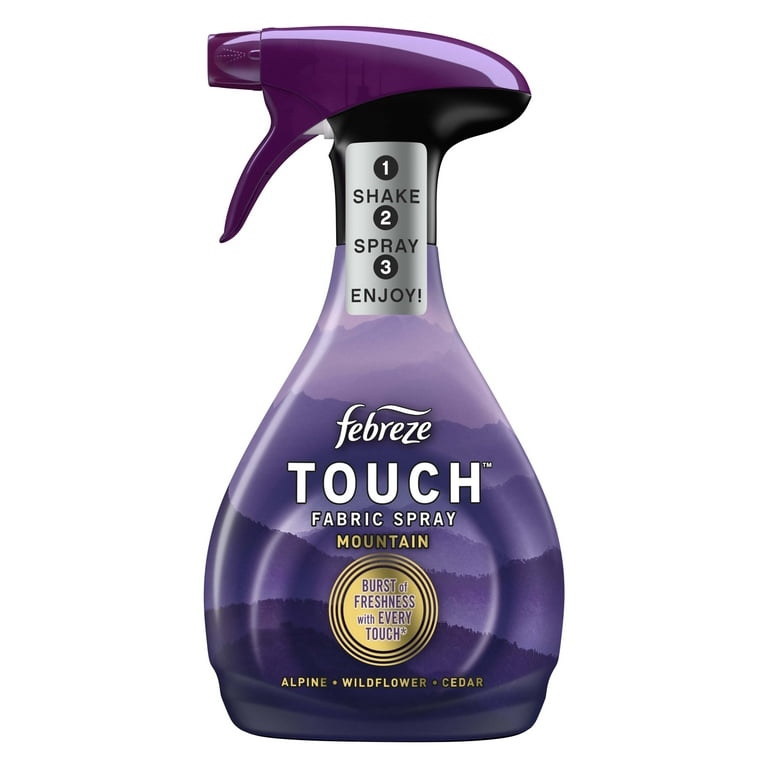 1
SHAKE
2
SPRAY
3
ENJOY!
febreze
TOUCH™
FABRIC SPRAY
MOUNTAIN
BURST of
FRESHNESS
with EVERY
TOUCH*
ALPINE • WILDFLOWER • CEDAR